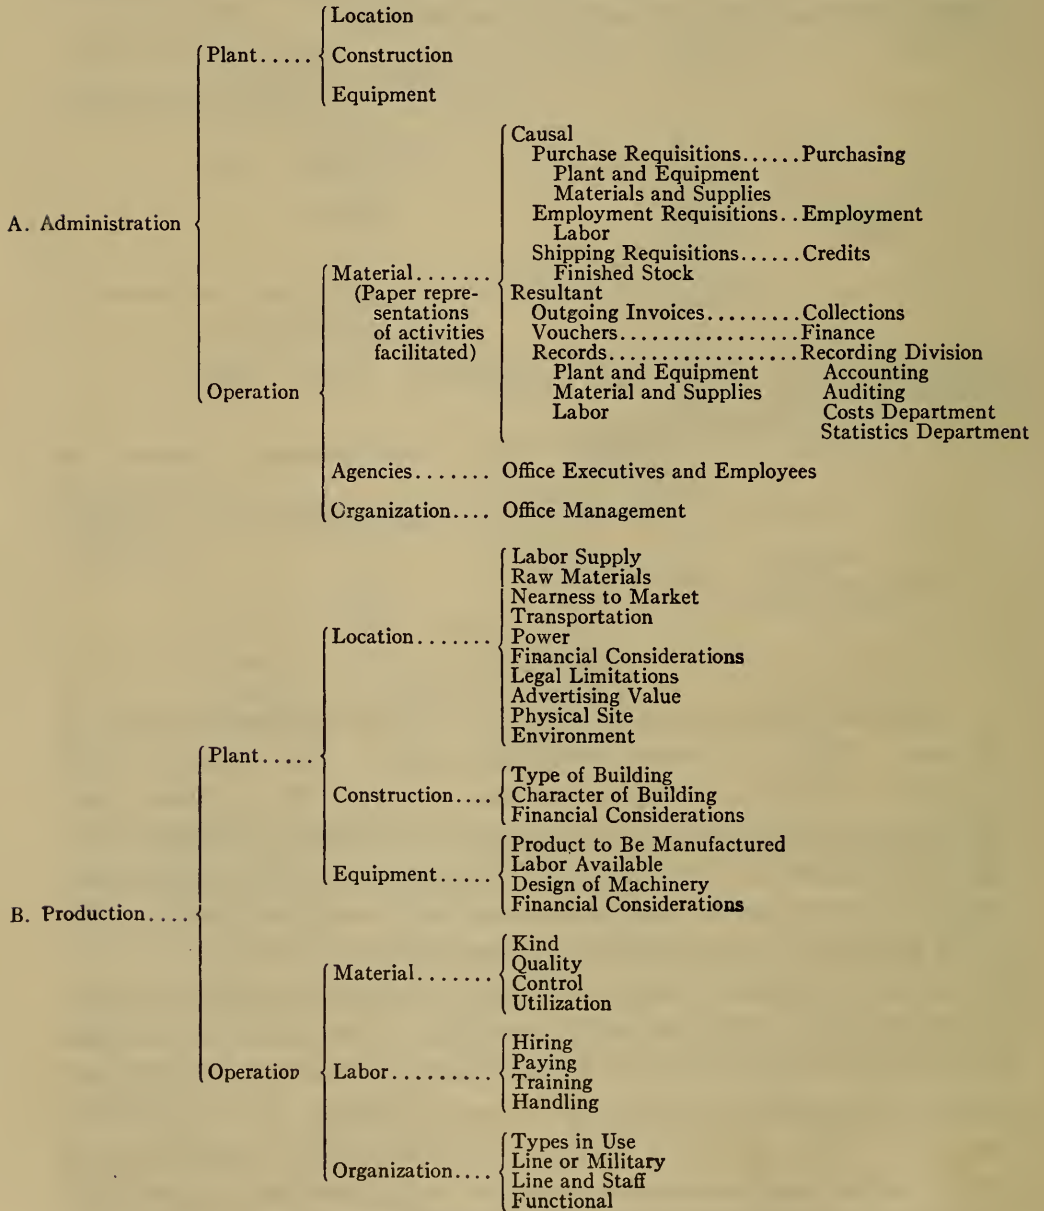 Location
Plant..... Construction
Equipment
A. Administration
Causal
Purchase Requisitions......Purchasing
Plant and Equipment
Materials and Supplies
Employment Requisitions..Employment
Labor
Shipping Requisitions......Credits
Finished Stock
Material.......
(Paper repre-
sentations
of activities
facilitated)
Resultant
Outgoing Invoices.........Collections
Vouchers.................Finance
Records.................Recording Division
Plant and Equipment Accounting
Material and Supplies Auditing
Labor Costs Department
Statistics Department
Operation
Agencies....... Office Executives and Employees
Organization.... Office Management
Labor Supply
Raw Materials
Nearness to Market
Transportation
Location....... Power
Financial Considerations
Legal Limitations
Advertising Value
Physical Site
Environment
Plant.....
Type of Building
Construction.... Character of Building
Financial Considerations
Product to Be Manufactured
Labor Available
Equipment..... Design of Machinery
Financial Considerations
B. Production....
Kind
Material....... Quality
Control
Utilization
Hiring
Paying
Operation Labor......... Training
Handling
Types in Use
Organization.... Line or Military
Line and Staff
Functional